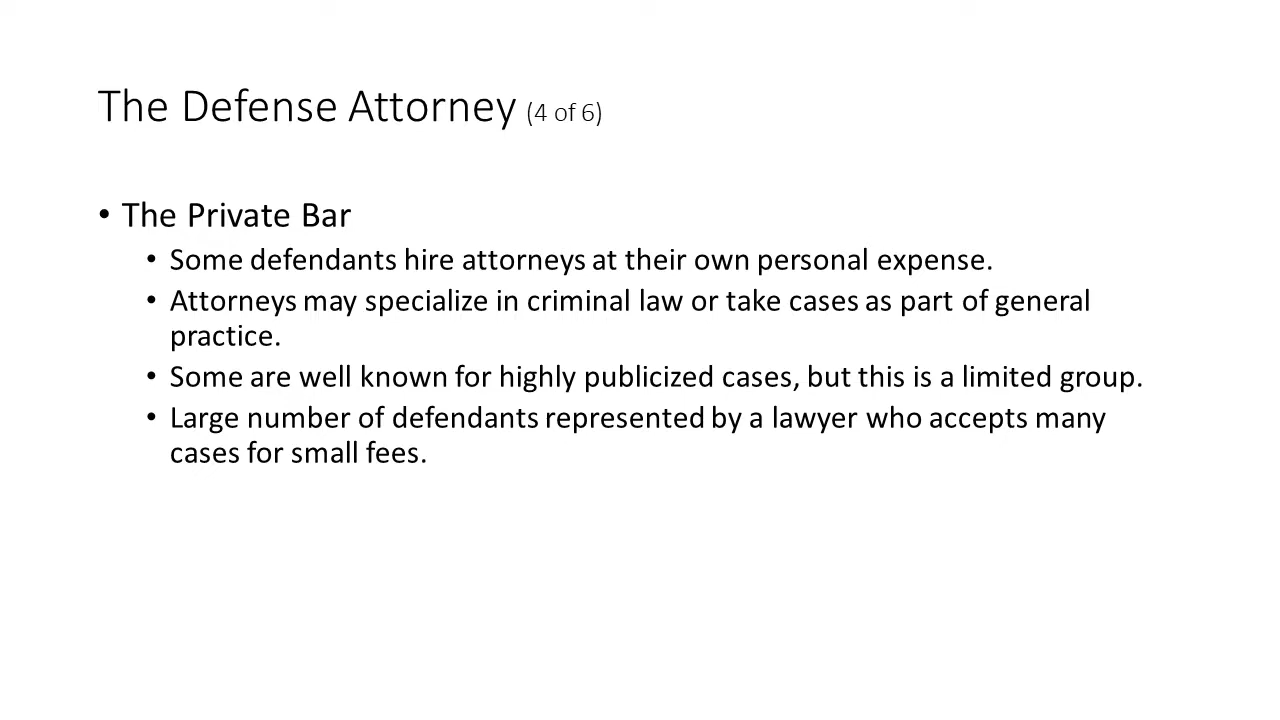 The Defense Attorney (4 of 6)
• The Private Bar
• Some defendants hire attorneys at their own personal expense.
• Attorneys may specialize in criminal law or take cases as part of general
practice.
• Some are well known for highly publicized cases, but this is a limited group.
• Large number of defendants represented by a lawyer who accepts many
cases for small fees.